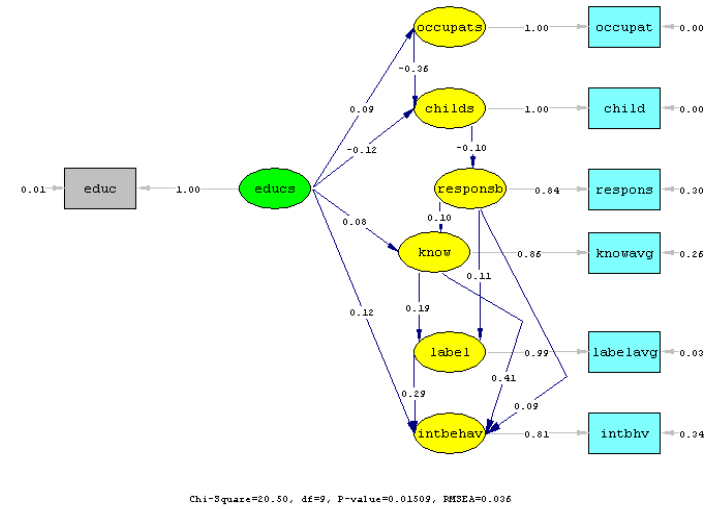 occupats 1.00 occupat 0.00
-0.36
0.09
childs 1.00 child 0.00
-0.12 -0.10
0.01 educ 1.00 educs responsb 0.84 respons 0.30
0.08 0.10
know 0.86 knowavg 0.26
0.11
0.12 0.19
label 0.99 labelavg 0.03
0.41
0.29 0.09
intbehav 0.81 intbhv 0.34
Chi-Square=20.50, df=9, P-value=0.01509, RMSEA=0.036